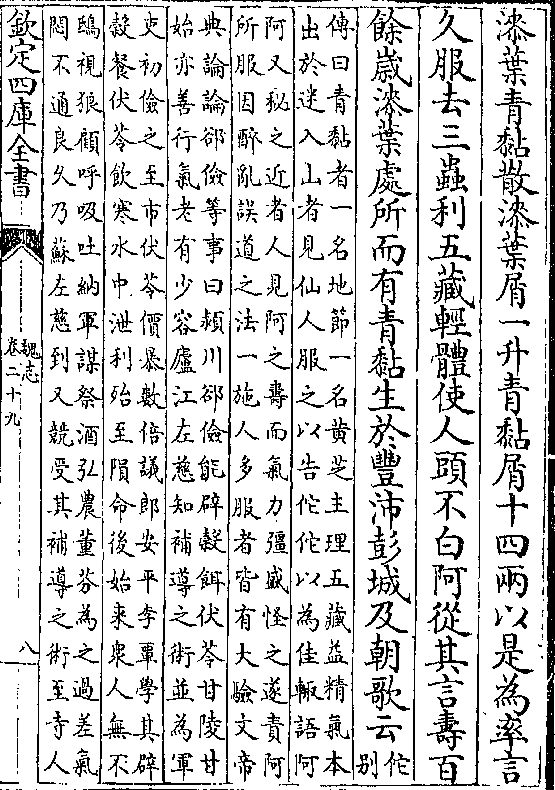 漆葉青黏散漆葉屑一升青黏屑十四兩以是為率言
久服去三蟲利五藏輕體使人頭不白阿從其言壽百
餘歲漆葉處所而有青黏生於豐沛彭城及朝歌云
佗别
傳曰青黏者一名地節一名黄芝主理五藏益精氣本
出於迷入山者見仙人服之以告佗佗以為佳輙語阿
阿又秘之近者人見阿之壽而氣力彊盛怪之遂責阿
所服因醉亂誤道之法一施人多服者皆有大驗文帝
典論論郤儉等事曰潁川郤儉能辟穀餌伏苓甘陵甘
始亦善行氣老有少容廬江左慈知補導之術並為軍
吏初儉之至市伏苓價暴數倍議郎安平李覃學其辟
穀餐伏苓飲寒水中泄利殆至隕命後始来衆人無不
鴟視狼顧呼吸吐納軍謀祭酒弘農董芬為之過差氣
閉不通良久乃蘇左慈到又競受其補導之術至寺人
欽定四庫全書
魏志
卷二十九
八